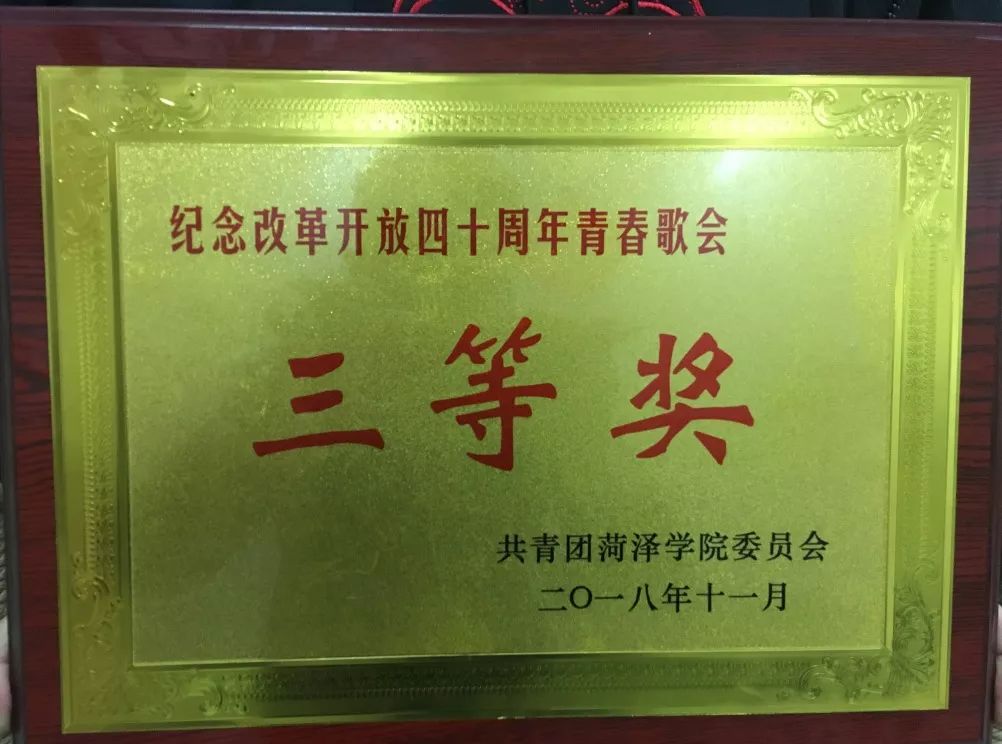 纪念改革开放四十周年青春歌会
三等奖
共青团菏泽学院委员会
二〇一八年十一月